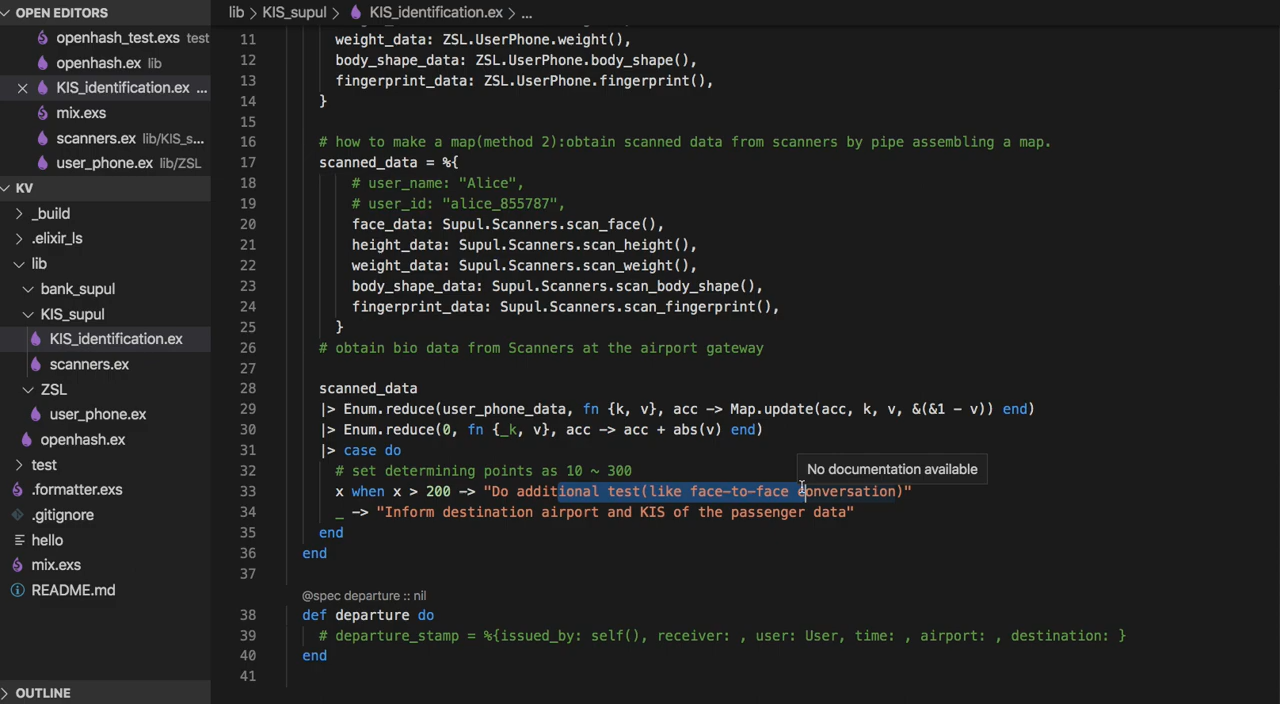 OPEN EDITORS
openhash_test.exs test
openhash.ex lib
KIS_identification.ex ...
mix.exs
scanners.ex lib/KIS_s...
user_phone.ex lib/ZSL
KV
_build
.elixir_ls
lib
bank_supul
KIS_supul
KIS_identification.ex
scanners.ex
ZSL
user_phone.ex
openhash.ex
test
.formatter.exs
.gitignore
hello
mix.exs
README.md
OUTLINE
lib > KIS_supul > KIS_identification.ex > ...
11 weight_data: ZSL.UserPhone.weight(),
12 body_shape_data: ZSL.UserPhone.body_shape(),
13 fingerprint_data: ZSL.UserPhone.fingerprint(),
14 }
15
16 # how to make a map(method 2):obtain scanned data from scanners by pipe assembling a map.
17 scanned_data = %{
18 # user_name: "Alice",
19 # user_id: "alice_855787",
20 face_data: Supul.Scanners.scan_face(),
21 height_data: Supul.Scanners.scan_height(),
22 weight_data: Supul.Scanners.scan_weight(),
23 body_shape_data: Supul.Scanners.scan_body_shape(),
24 fingerprint_data: Supul.Scanners.scan_fingerprint(),
25 }
26 # obtain bio data from Scanners at the airport gateway
27
28 scanned_data
29 |> Enum.reduce(user_phone_data, fn {k, v}, acc -> Map.update(acc, k, v, &(&1 - v)) end)
30 |> Enum.reduce(0, fn {_k, v}, acc -> acc + abs(v) end)
31 |> case do
No documentation available
32 # set determining points as 10 ~ 300
33 x when x > 200 -> "Do additional test(like face-to-face conversation)"
34 _ -> "Inform destination airport and KIS of the passenger data"
35 end
36 end
37
@spec departure :: nil
38 def departure do
39 # departure_stamp = %{issued_by: self(), receiver: , user: User, time: , airport: , destination: }
40 end
41